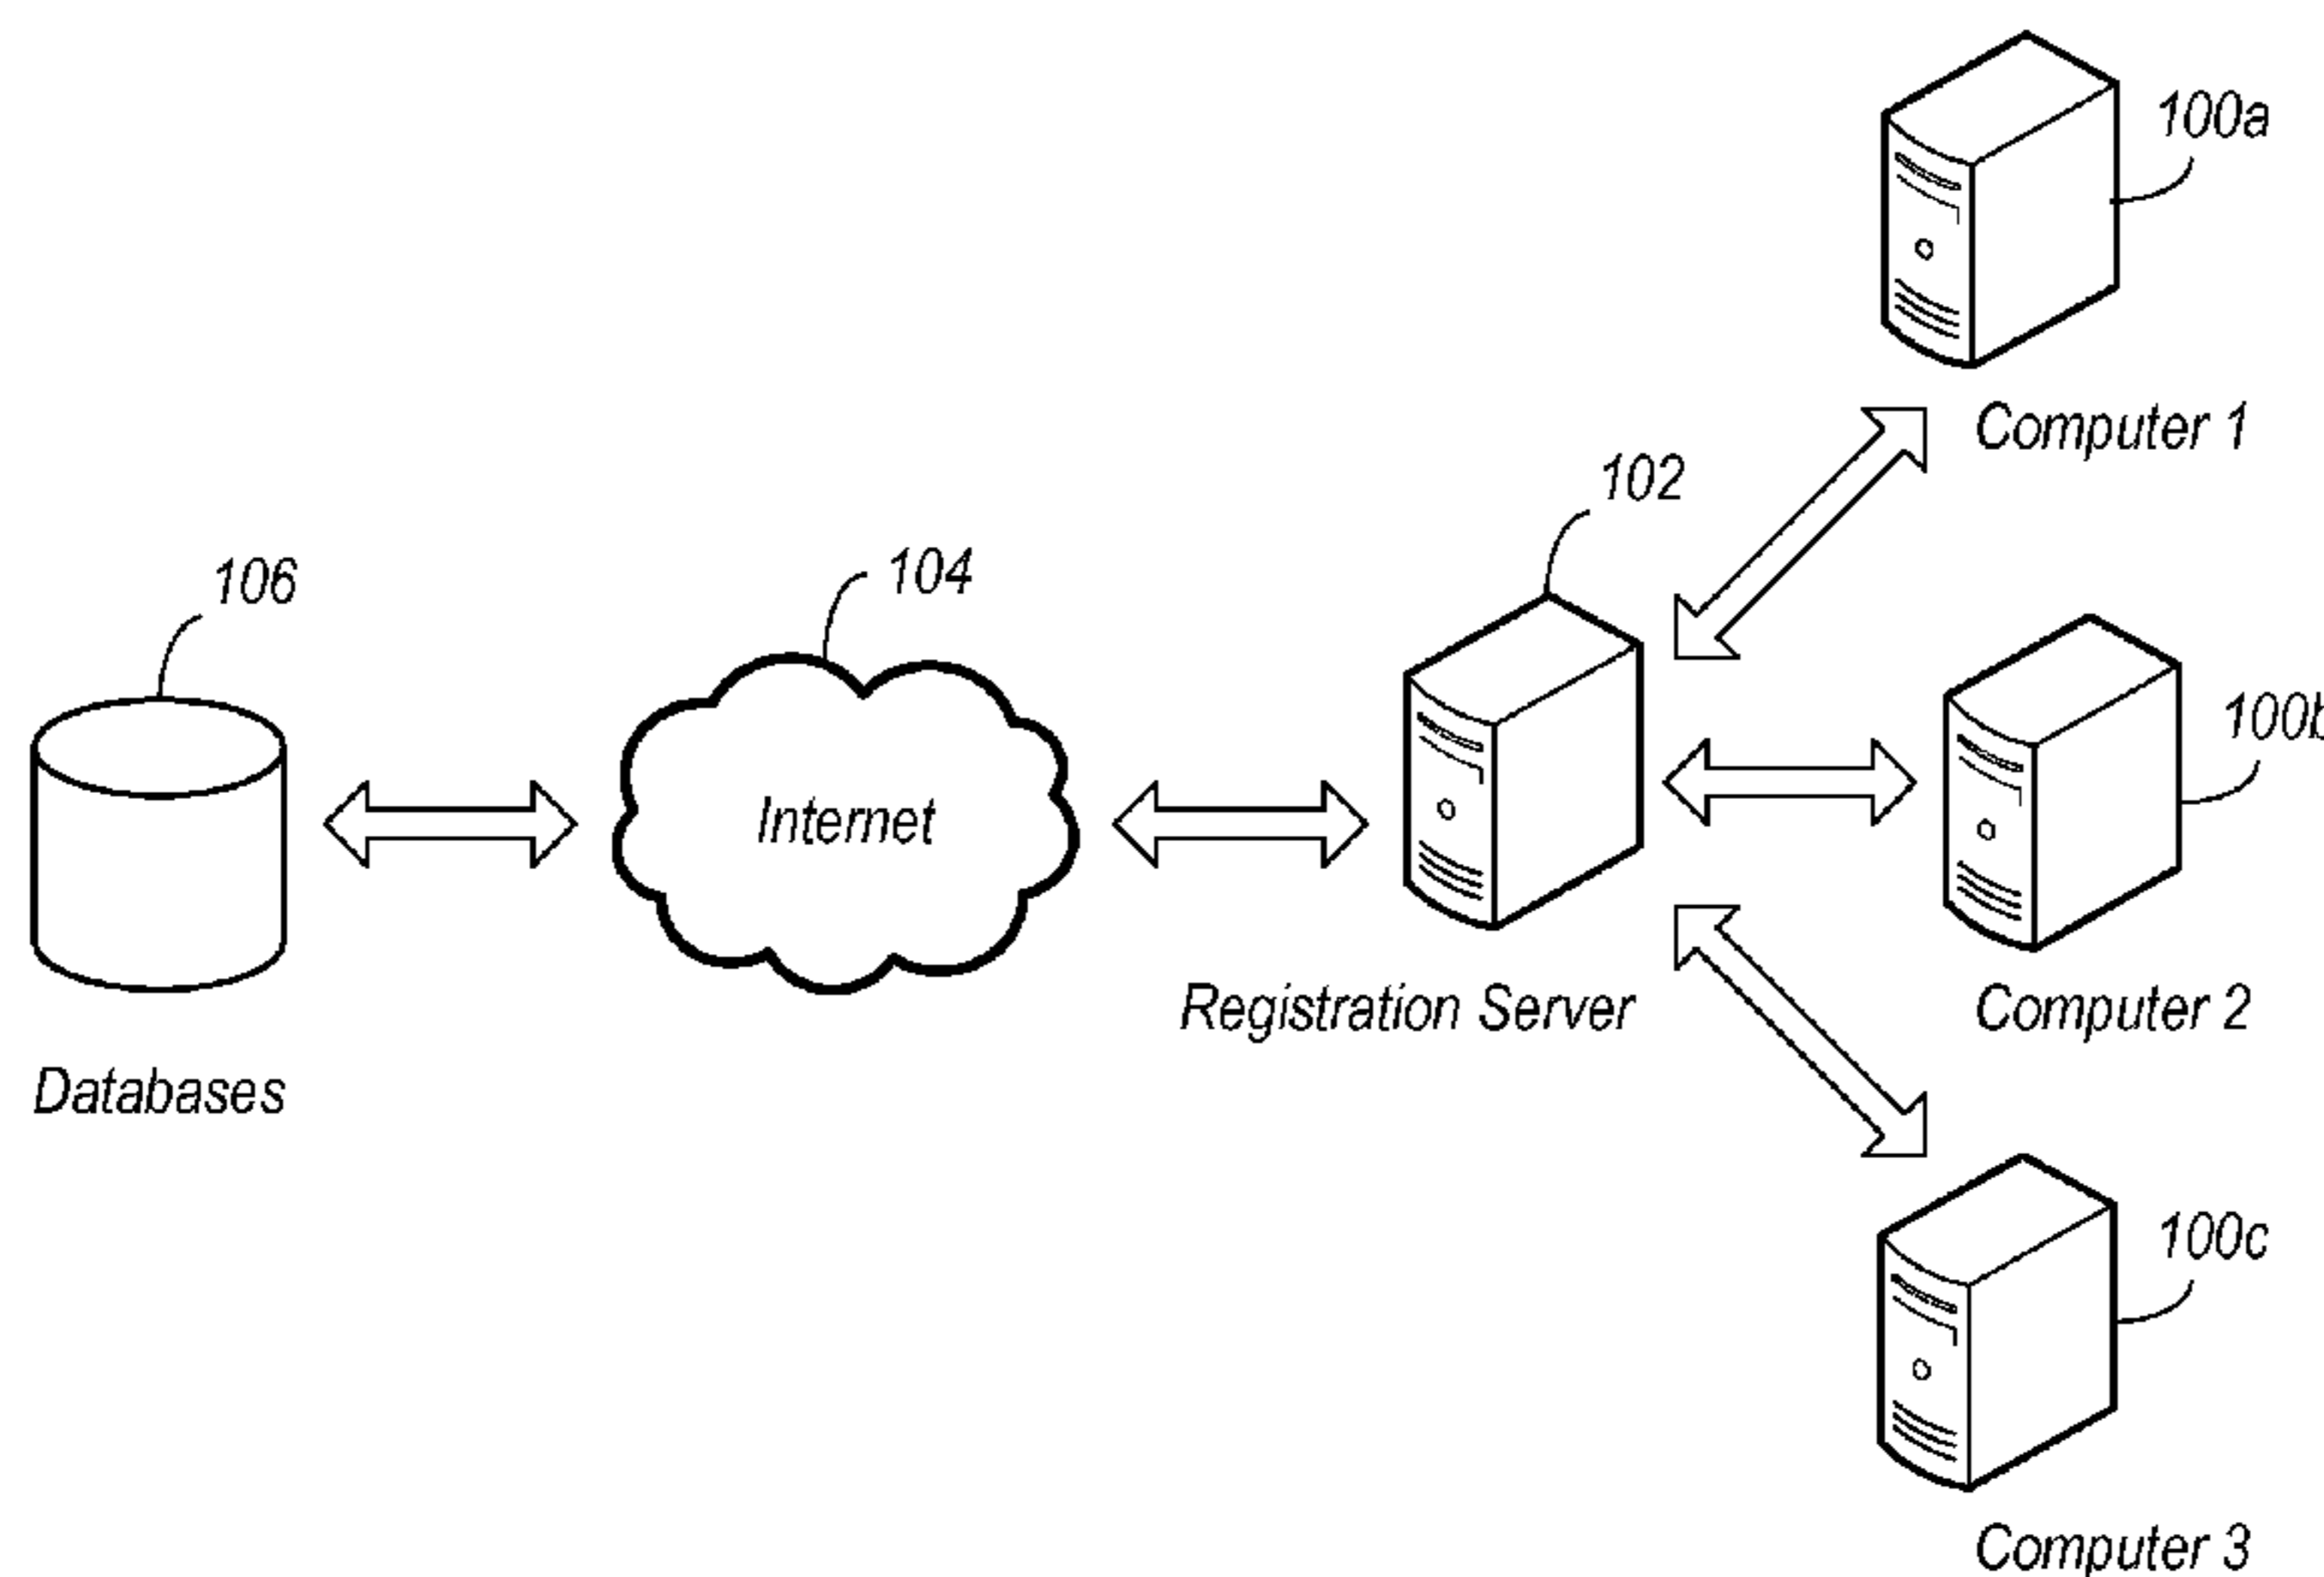 100a
Computer 1
102
104
106
Internet
100b
Registration Server
Computer 2
Databases
100c
Computer 3